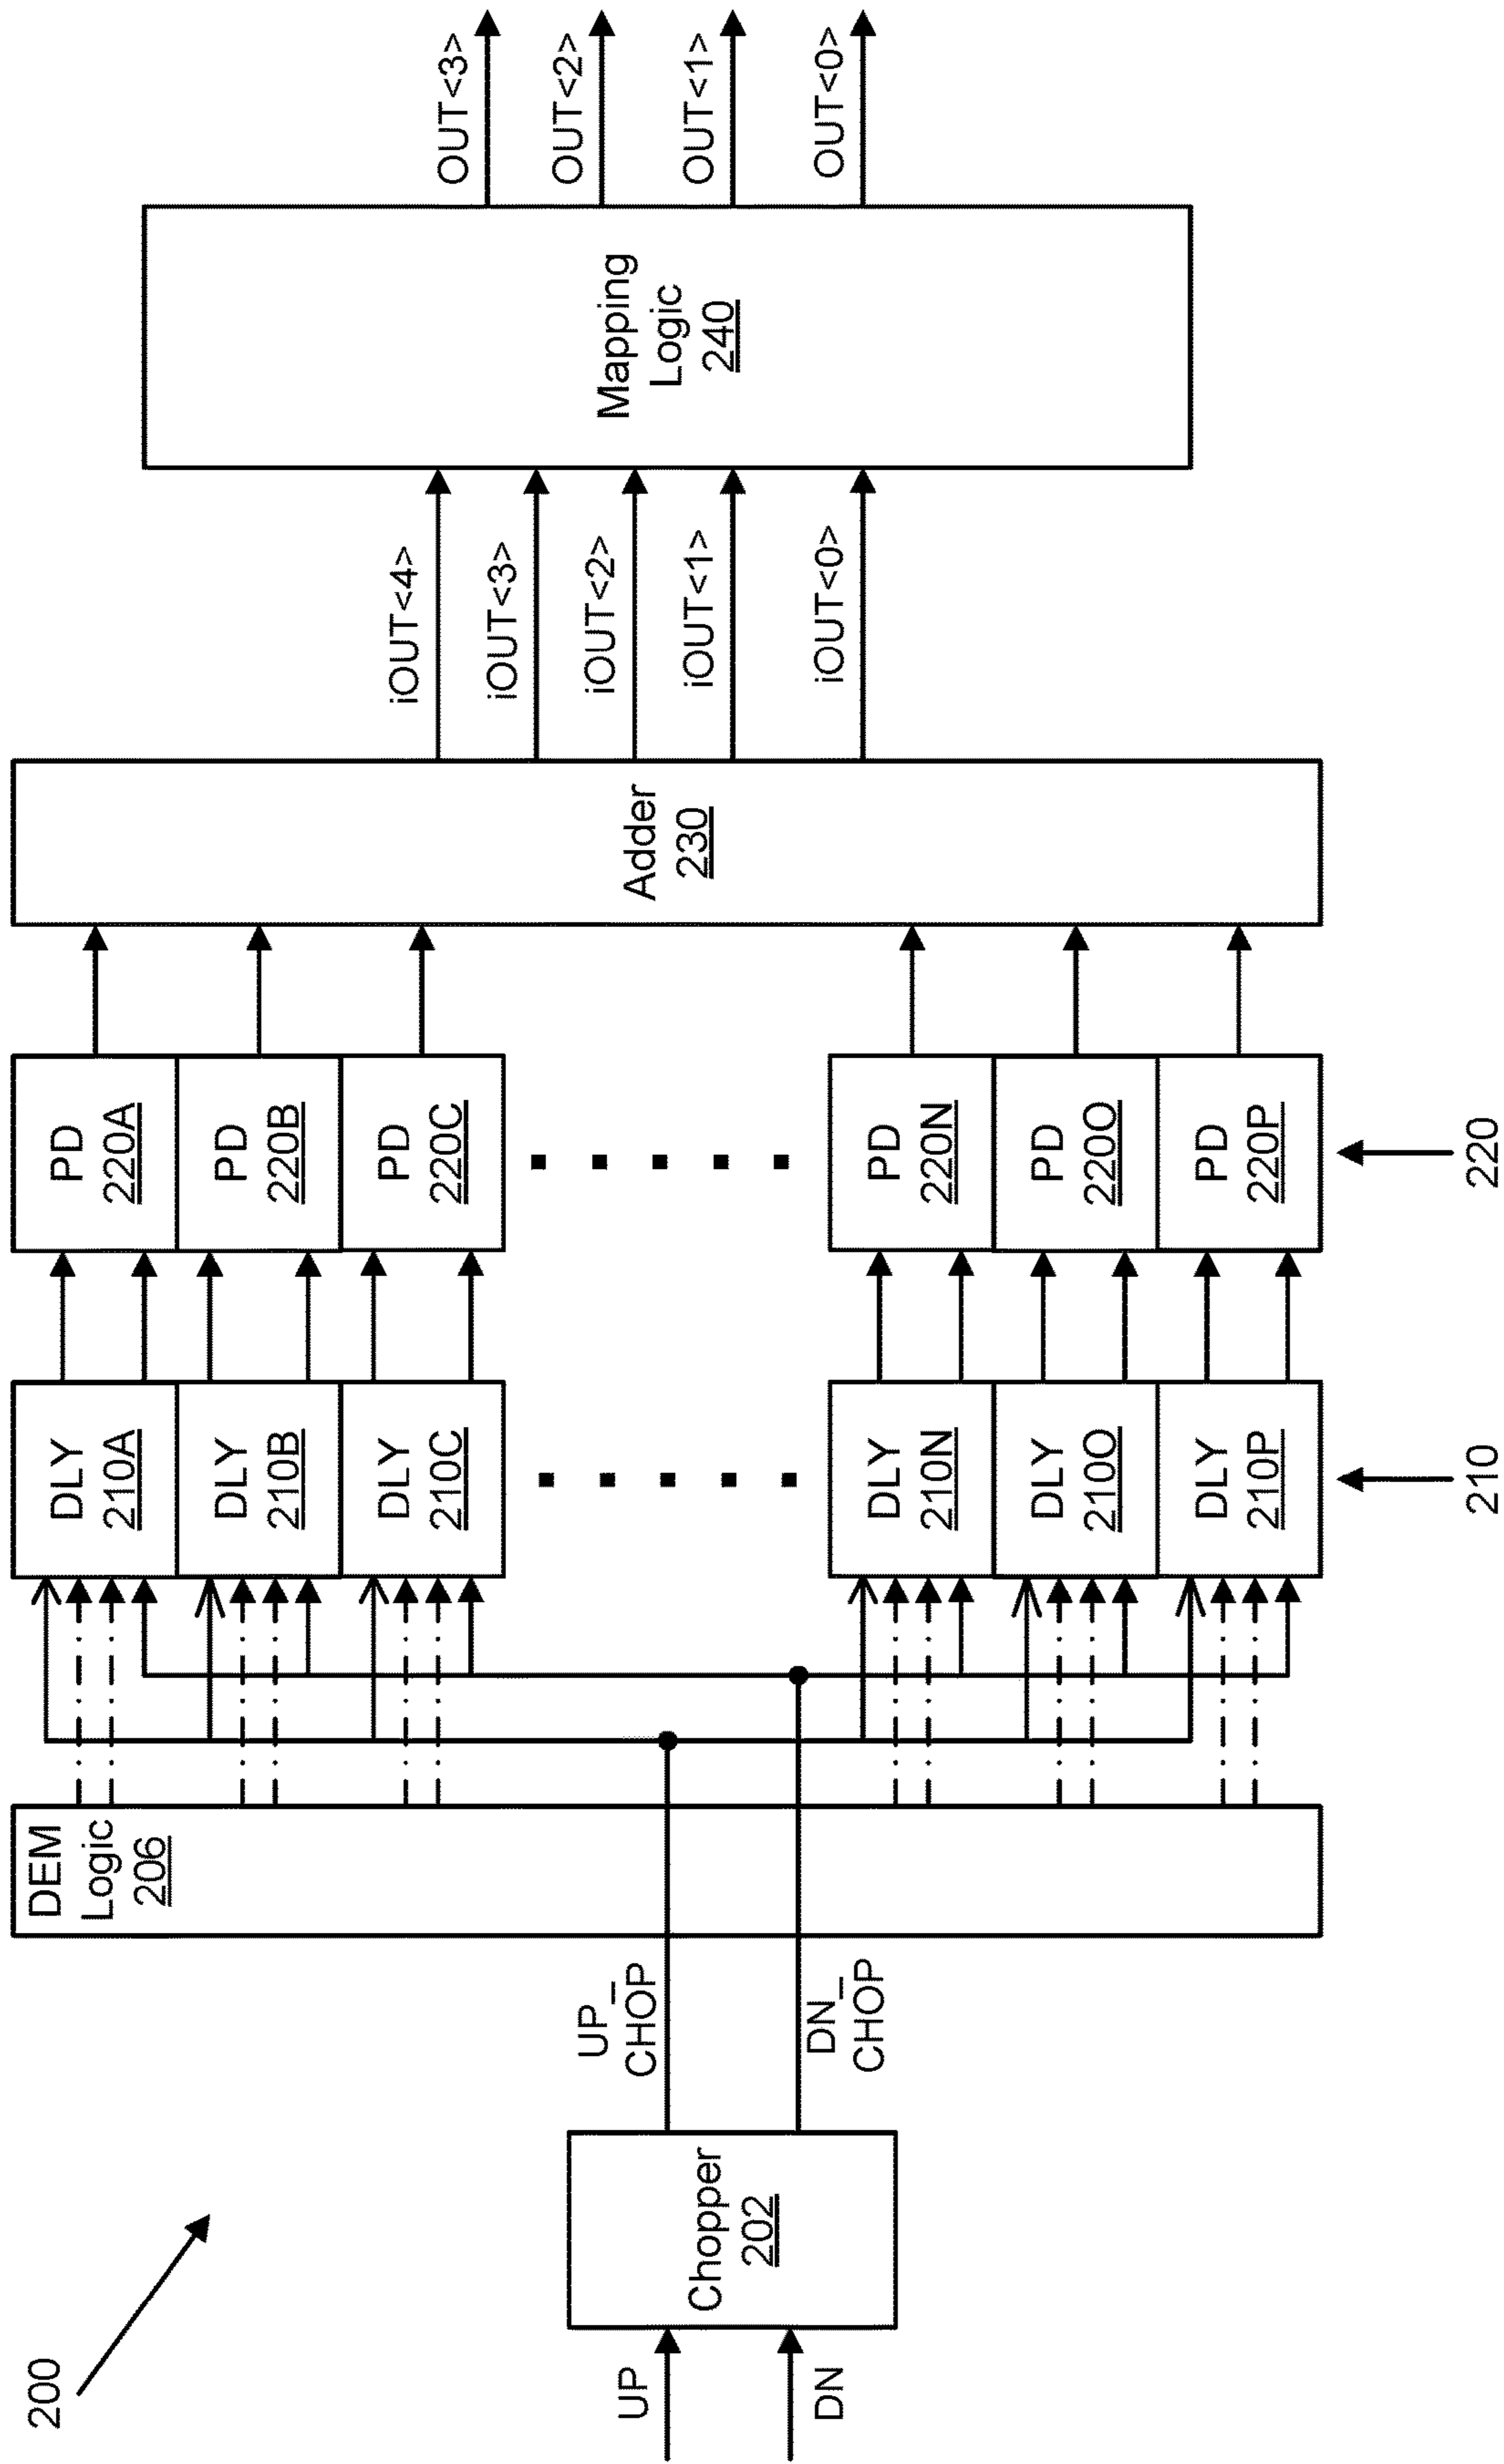 200
UP
DN
Chopper
202
UP_
CHOP
DN_
CHOP
DEM
Logic
206
DLY
210A
DLY
210B
DLY
210C
DLY
210N
DLY
210O
DLY
210P
210
PD
220A
PD
220B
PD
220C
PD
220N
PD
220O
PD
220P
220
Adder
230
iOUT<4>
iOUT<3>
iOUT<2>
iOUT<1>
iOUT<0>
Mapping
Logic
240
OUT<3>
OUT<2>
OUT<1>
OUT<0>